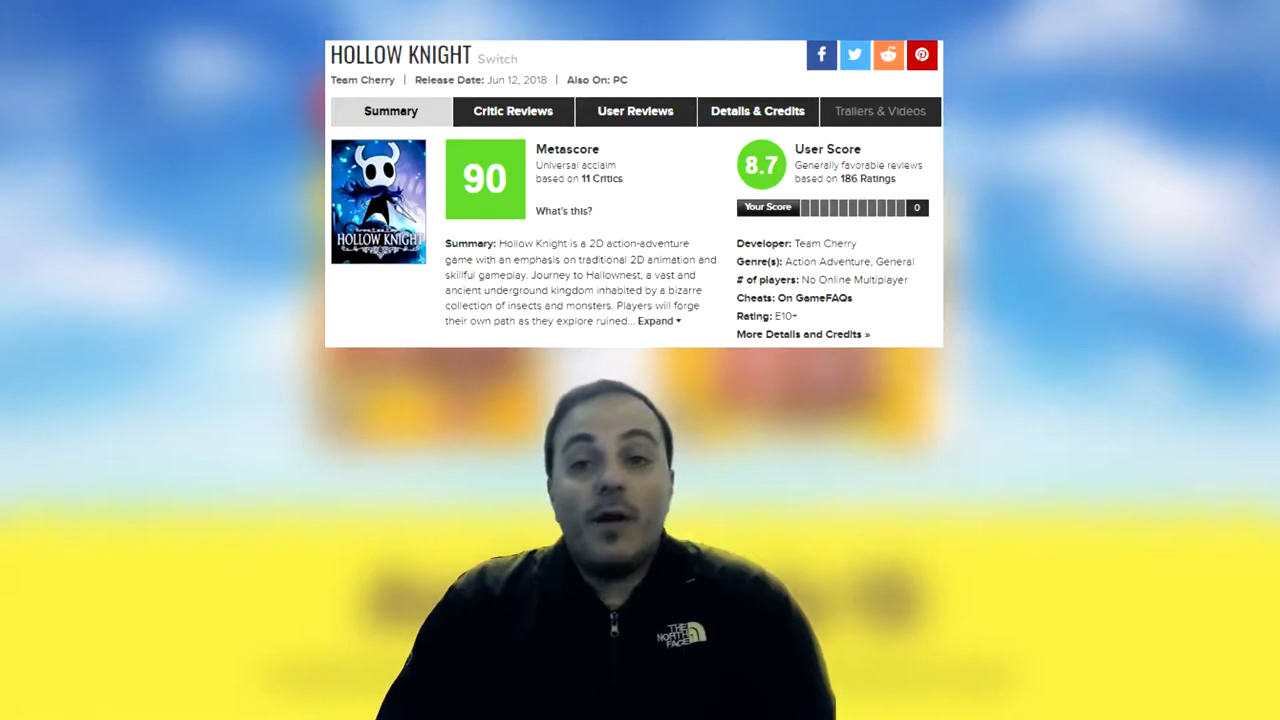 HOLLOW KNIGHT Switch
Team Cherry | Release Date: Jun 12, 2018 | Also On: PC
Summary Critic Reviews User Reviews Details & Credits Trailers & Videos
HOLLOW KNIGHT
90
Metascore
Universal acclaim
based on 11 Critics
What's this?
8.7
User Score
Generally favorable reviews
based on 186 Ratings
Your Score 0
Summary: Hollow Knight is a 2D action-adventure
game with an emphasis on traditional 2D animation and
skillful gameplay. Journey to Hallownest, a vast and
ancient underground kingdom inhabited by a bizarre
collection of insects and monsters. Players will forge
their own path as they explore ruined... Expand
Developer: Team Cherry
Genre(s): Action Adventure, General
# of players: No Online Multiplayer
Cheats: On GameFAQs
Rating: E10+
More Details and Credits »
THE
NORTH
FACE